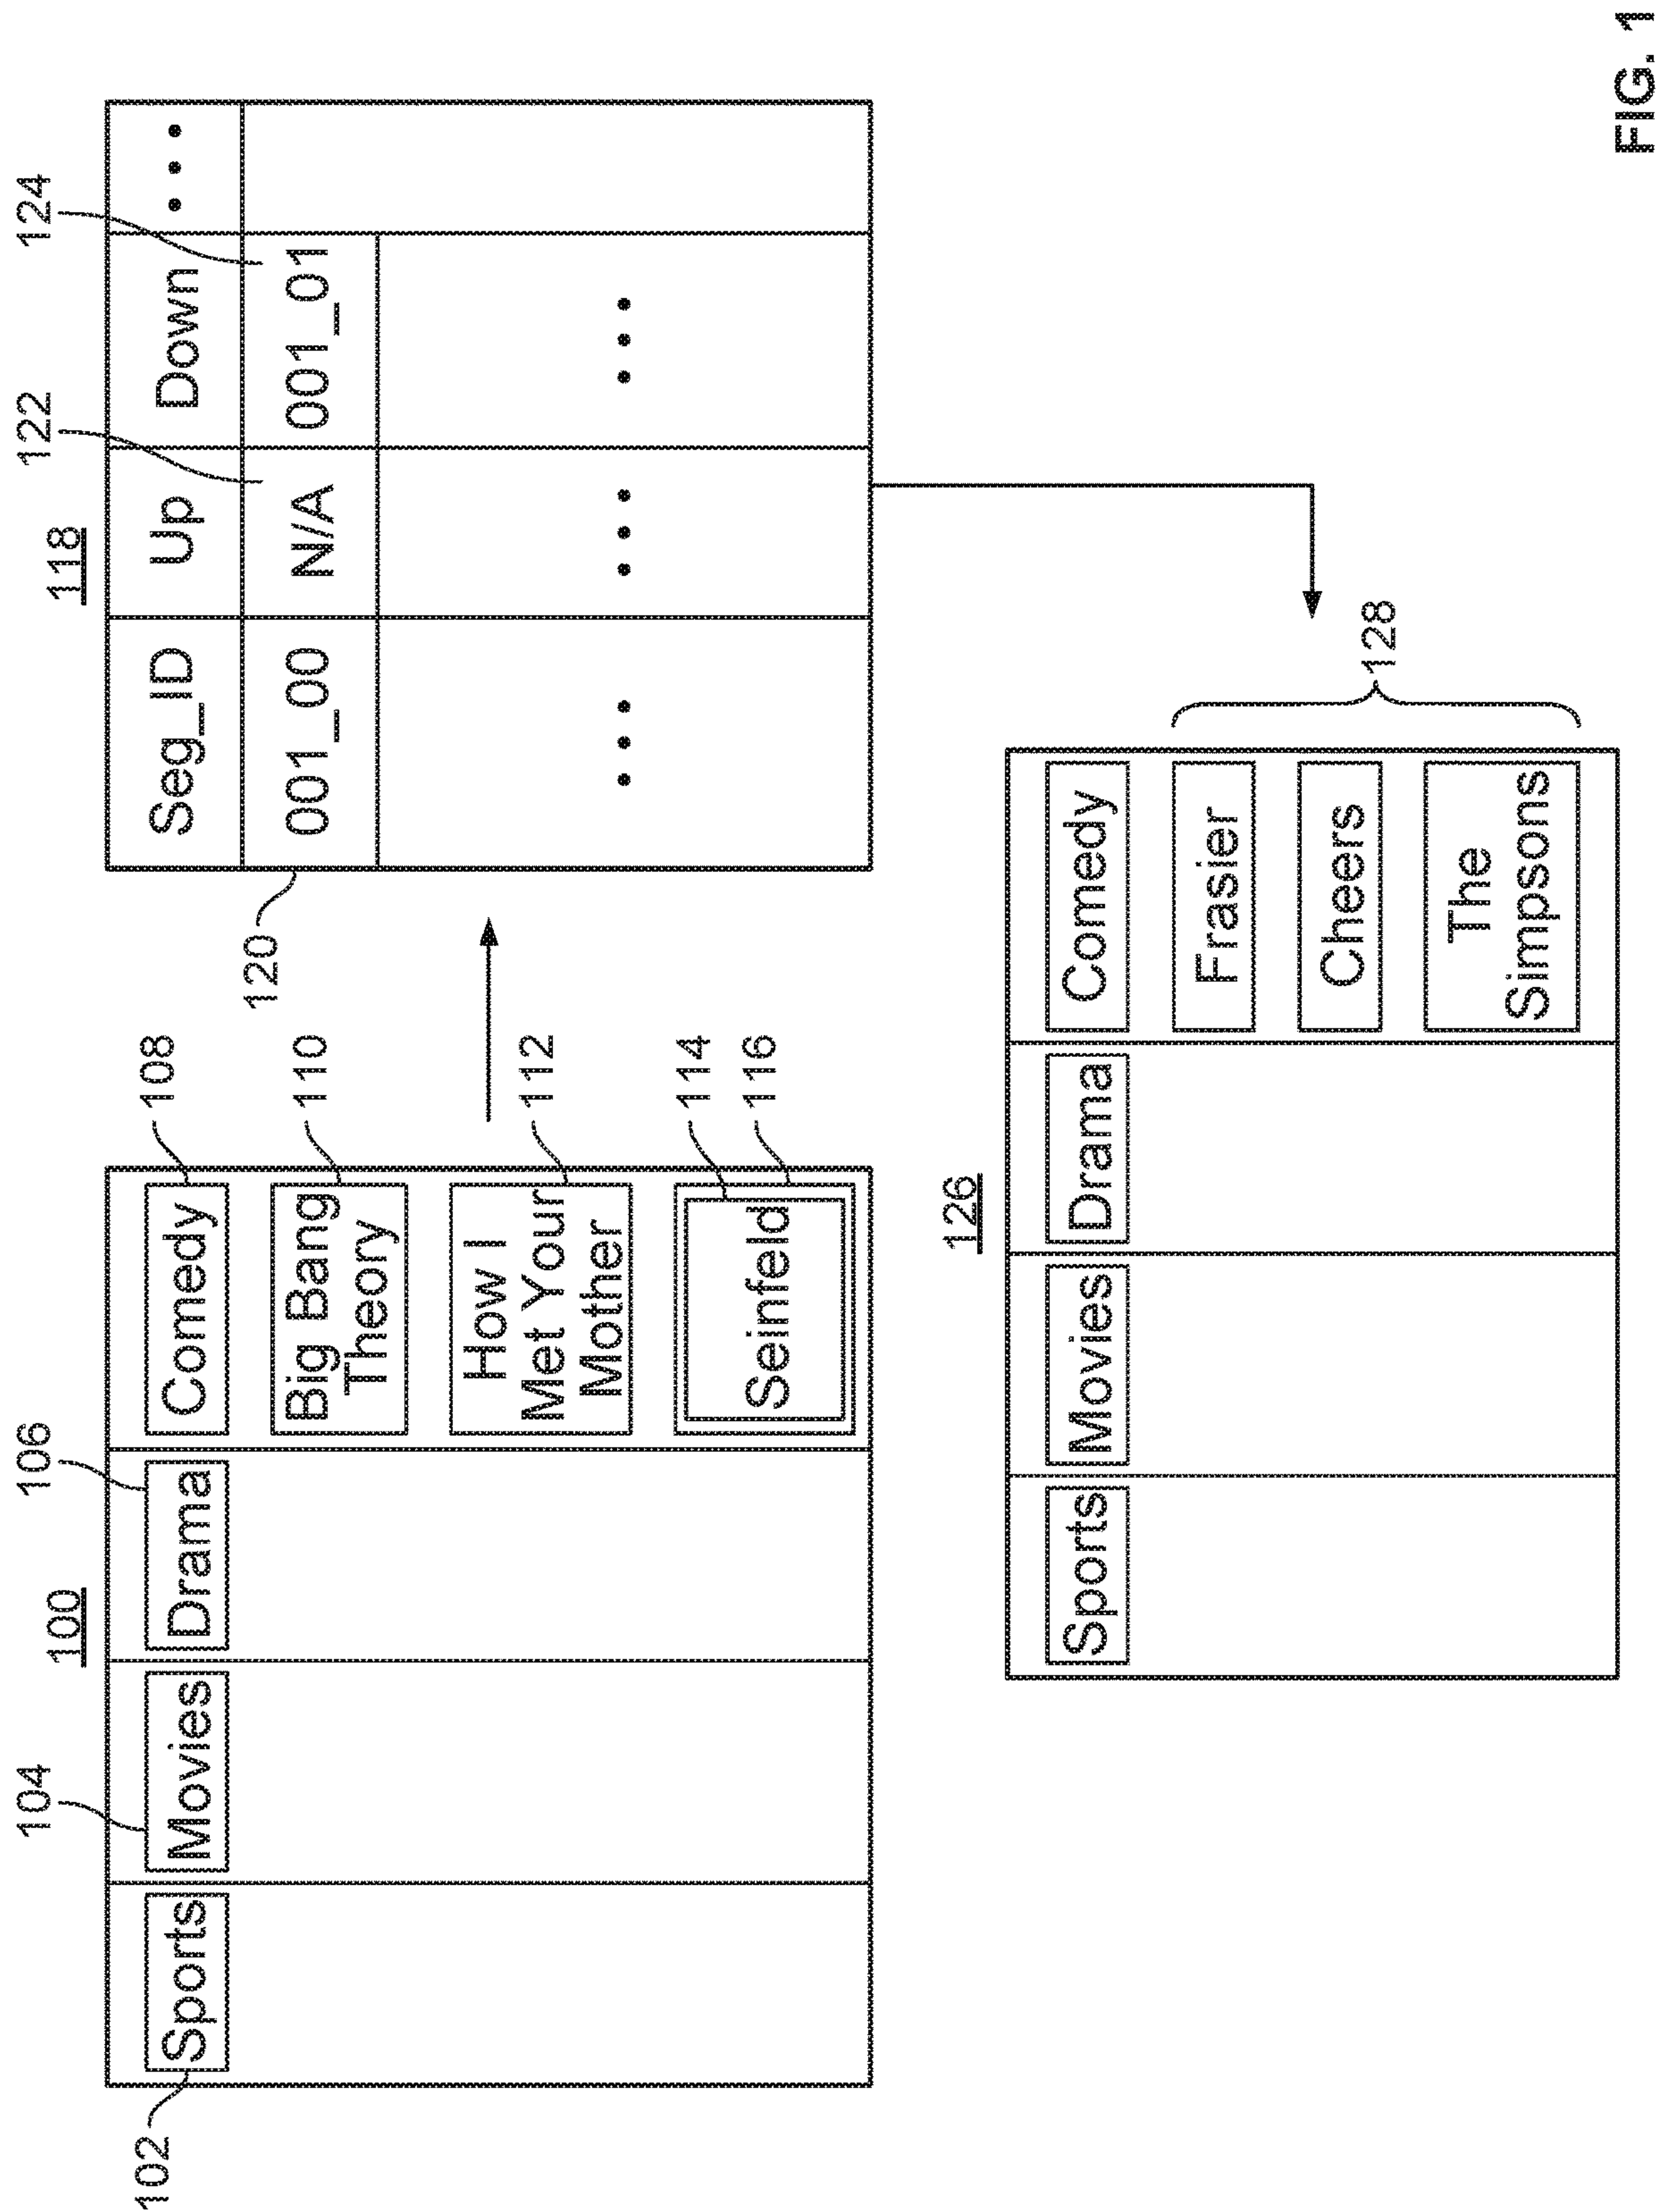 100
102
104
106
Sports
Movies
Drama
Comedy
108
Big Bang
Theory
110
How I
Met Your
Mother
112
Seinfeld
114
116
118
120
122
124
Seg_ID
Up
Down
• • •
001_00
N/A
001_01
• • •
• • •
• • •
126
Sports
Movies
Drama
Comedy
Frasier
Cheers
The
Simpsons
128
FIG. 1